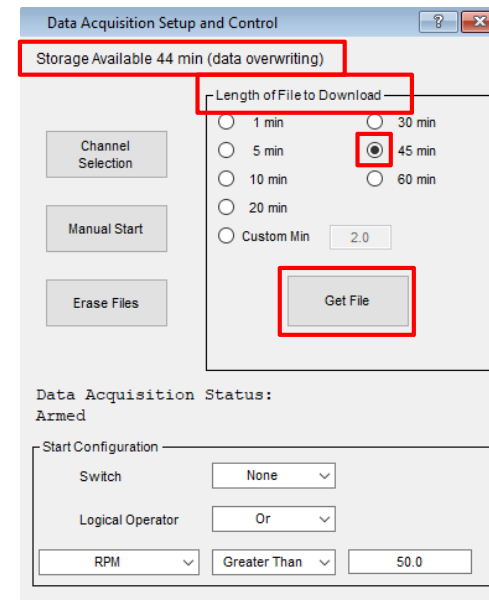 Data Acquisition Setup and Control
Storage Available 44 min (data overwriting)
Length of File to Download
1 min
30 min
Channel
Selection
5 min
45 min
10 min
60 min
20 min
Manual Start
Custom Min
2.0
Erase Files
Get File
Data Acquisition Status:
Armed
Start Configuration
Switch
None
Logical Operator
Or
RPM
Greater Than
50.0